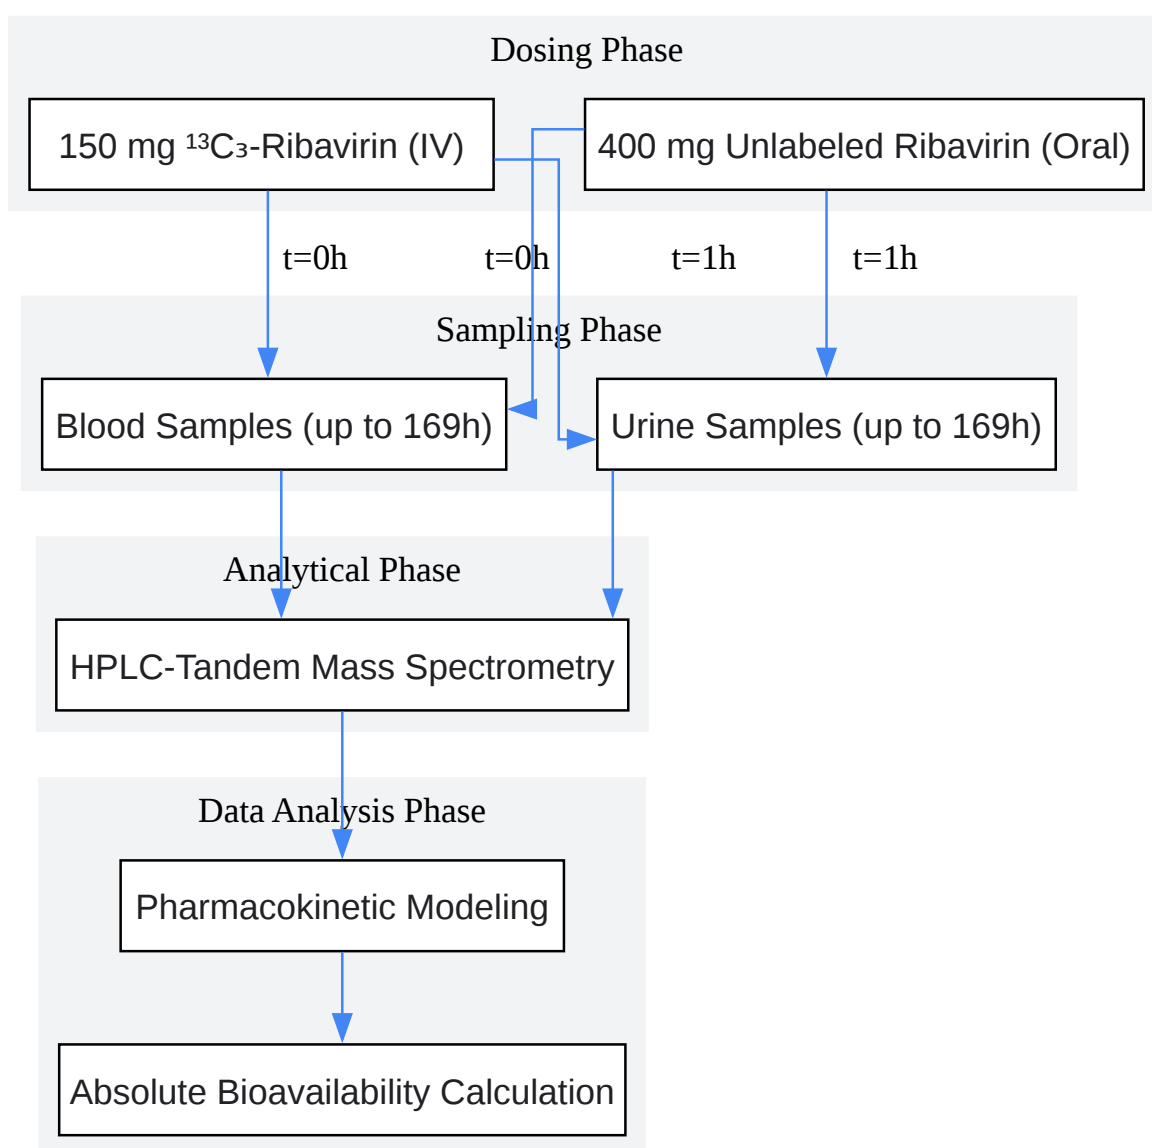 Dosing Phase
150 mg ¹³C₃-Ribavirin (IV)
400 mg Unlabeled Ribavirin (Oral)
t=0h
t=0h
t=1h
t=1h
Sampling Phase
Blood Samples (up to 169h)
Urine Samples (up to 169h)
Analytical Phase
HPLC-Tandem Mass Spectrometry
Data Analysis Phase
Pharmacokinetic Modeling
Absolute Bioavailability Calculation